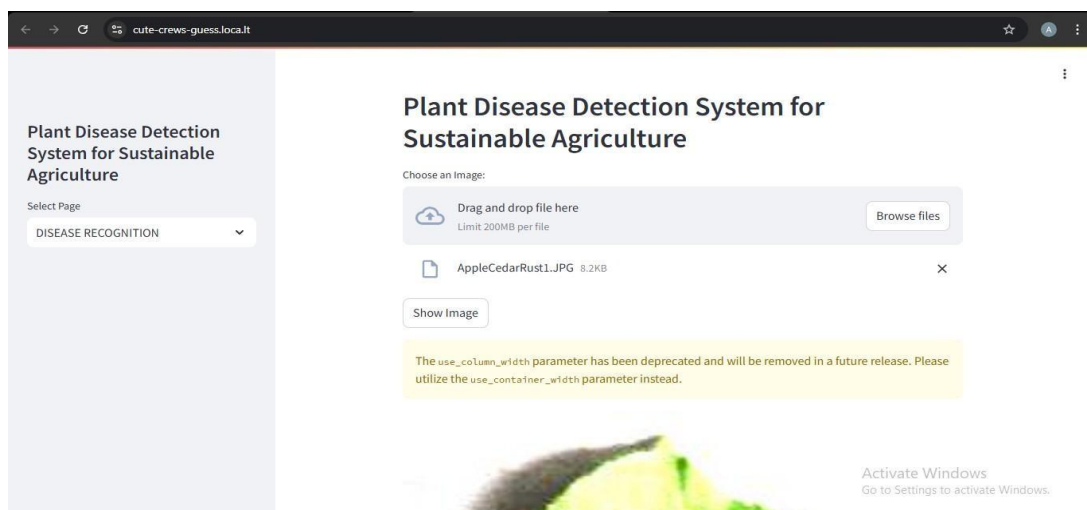 cute-crews-guess.loca.lt
A
Plant Disease Detection
System for Sustainable
Agriculture
Select Page
DISEASE RECOGNITION
Plant Disease Detection System for
Sustainable Agriculture
Choose an Image:
Drag and drop file here
Limit 200MB per file
Browse files
AppleCedarRust1.JPG 8.2KB
Show Image
The use_column_width parameter has been deprecated and will be removed in a future release. Please
utilize the use_container_width parameter instead.
Activate Windows
Go to Settings to activate Windows.